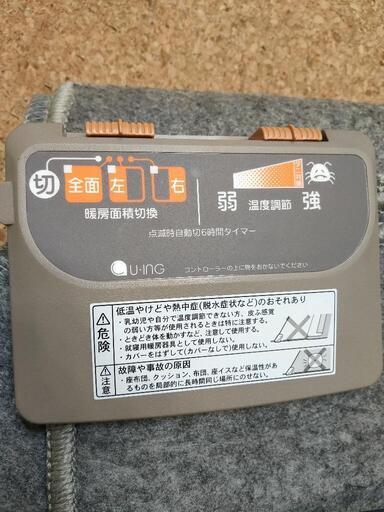 切 全面 左 右
暖房面積切換
弱 温度調節 強
点滅時自動切6時間タイマー
U-ING コントローラーの上に物をおかないでください
危険
低温やけどや熱中症(脱水症状など)のおそれあり
・乳幼児や自分で温度調節できない方、皮ふ感覚
の弱い方等が使用されるときは特に注意する。
・ときどき体を動かすなど、注意して使用する。
・就寝用暖房器具として使用しない。
・カバーをはずして(カバーなしで)使用しない。
注意
故障や事故の原因
・座布団、クッション、布団、座イスなど保温性が
あるものを局部的に長時間同じ場所にのせない。